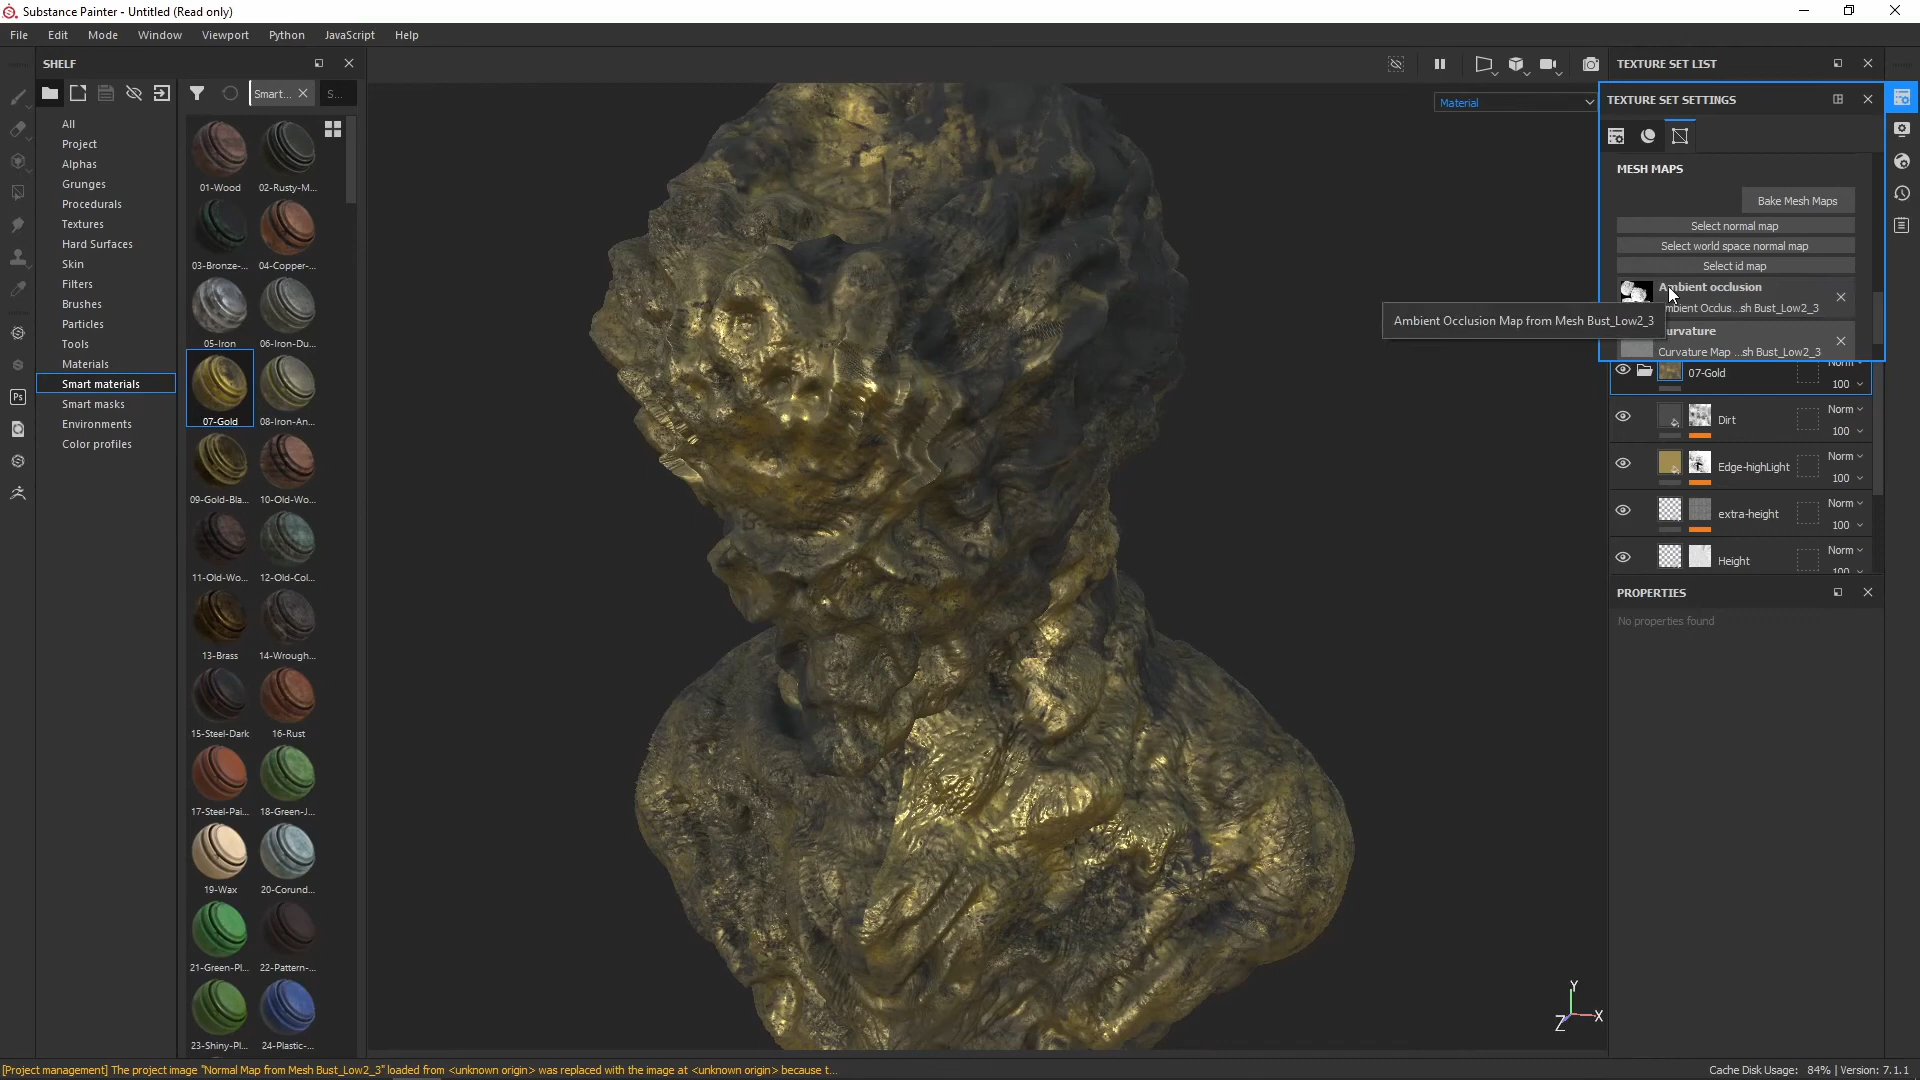 Substance Painter - Untitled (Read only)
File Edit Mode Window Viewport Python JavaScript Help
SHELF
Smart...
S...
All
Project
Alphas
Grunges
Procedurals
Textures
Hard Surfaces
Skin
Filters
Brushes
Particles
Tools
Materials
Smart materials
Smart masks
Environments
Color profiles
01-Wood 02-Rusty-M...
03-Bronze-... 04-Copper-...
05-Iron 06-Iron-Du...
07-Gold 08-Iron-An...
09-Gold-Bla... 10-Old-Wo...
11-Old-Wo... 12-Old-Col...
13-Brass 14-Wrough...
15-Steel-Dark 16-Rust
17-Steel-Pai... 18-Green-J...
19-Wax 20-Corund...
21-Green-Pl... 22-Pattern-...
23-Shiny-Pl... 24-Plastic-...
Material
Y
Z
X
TEXTURE SET LIST
TEXTURE SET SETTINGS
MESH MAPS
Bake Mesh Maps
Select normal map
Select world space normal map
Select id map
Ambient occlusion
mbient Occlus...sh Bust_Low2_3
Ambient Occlusion Map from Mesh Bust_Low2_3
urvature
Curvature Map ...sh Bust_Low2_3
07-Gold
Norm
100
Dirt
Norm
100
Edge-highLight
Norm
100
extra-height
Norm
100
Height
Norm
100
PROPERTIES
No properties found
[Project management] The project image "Normal Map from Mesh Bust_Low2_3" loaded from <unknown origin> was replaced with the image at <unknown origin> because t...
Cache Disk Usage: 84% | Version: 7.1.1
Ps